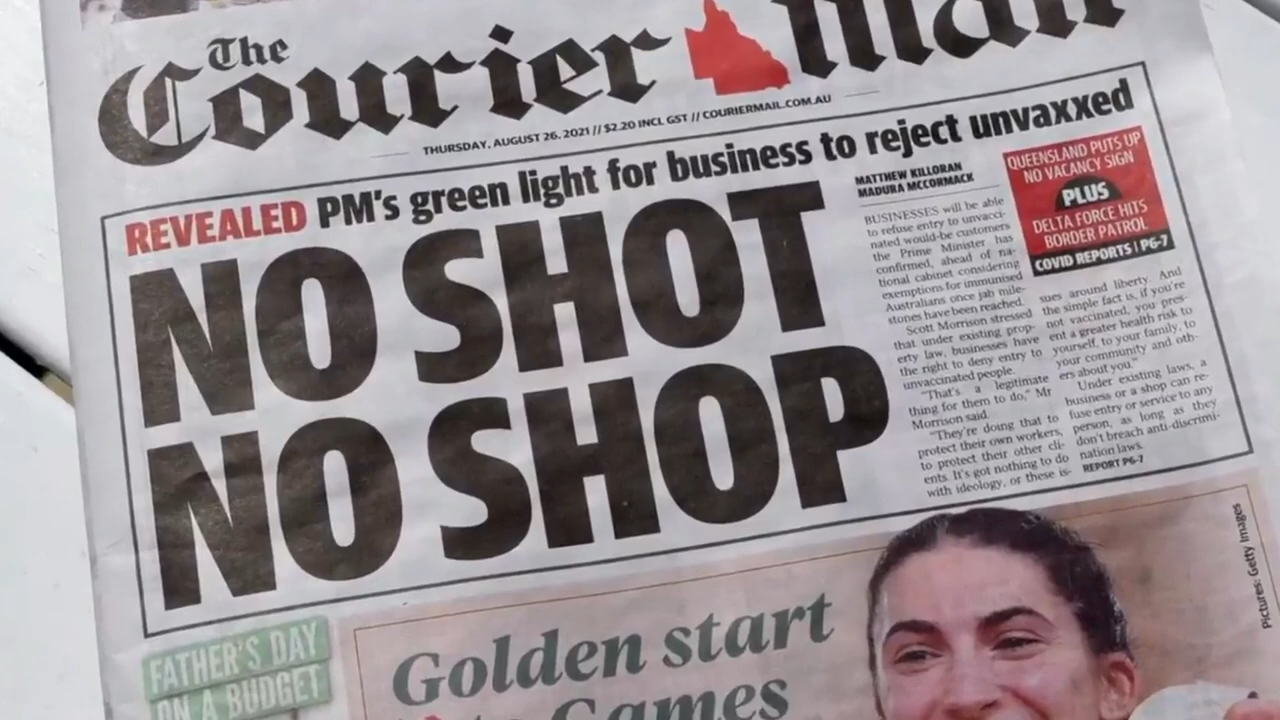 The
Courier Mail
THURSDAY, AUGUST 26, 2021 // $2.20 INCL GST // COURIERMAIL.COM.AU
REVEALED PM's green light for business to reject unvaxxed
NO SHOT
NO SHOP
MATTHEW KILLORAN
MADURA MCCORMACK
BUSINESSES will be able
to refuse entry to unvacci-
nated would-be customers
the Prime Minister has
confirmed, ahead of na-
tional cabinet considering
exemptions for immunised
Australians once jab mile-
stones have been reached.
Scott Morrison stressed
that under existing prop-
erty law, businesses have
the right to deny entry to
unvaccinated people.
"That's a legitimate
thing for them to do," Mr
Morrison said.
"They're doing that to
protect their own workers,
to protect their other cli-
ents. It's got nothing to do
with ideology, or these is-
QUEENSLAND PUTS UP
NO VACANCY SIGN
PLUS
DELTA FORCE HITS
BORDER PATROL
COVID REPORTS | P6-7
sues around liberty. And
the simple fact is, if you're
not vaccinated, you pres-
ent a greater health risk to
yourself, to your family, to
your community and oth-
ers about you."
Under existing laws, a
business or a shop can re-
fuse entry or service to any
person, as long as they
don't breach anti-discrimi-
nation laws.
REPORT P6-7
FATHER'S DAY
ON A BUDGET
Golden start
to Games
Pictures: Getty Images